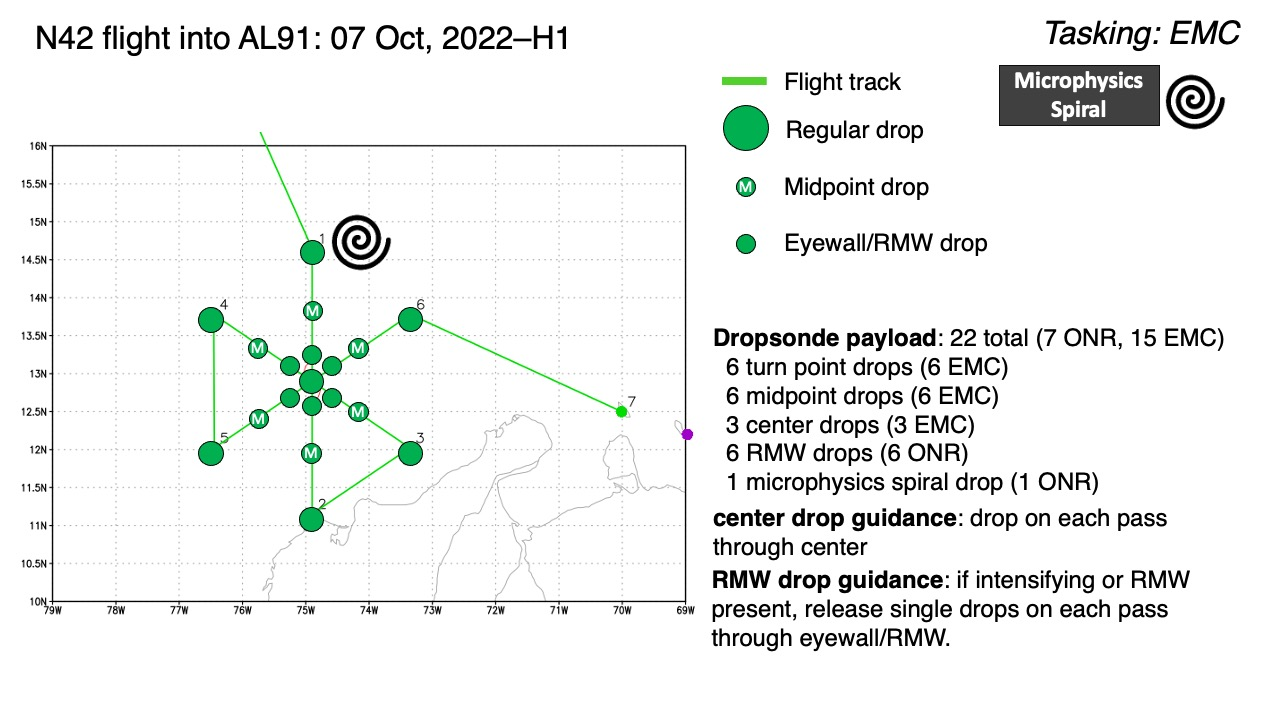 N42 flight into AL91: 07 Oct, 2022–H1
Tasking: EMC
Microphysics
Spiral
Flight track
Regular drop
M Midpoint drop
Eyewall/RMW drop
16N
15.5N
15N
14.5N
14N
13.5N
13N
12.5N
12N
11.5N
11N
10.5N
10N
79W 78W 77W 76W 75W 74W 73W 72W 71W 70W 69W
1
M
4
6
M
M
7
M
M
5
M
3
2
Dropsonde payload: 22 total (7 ONR, 15 EMC)
6 turn point drops (6 EMC)
6 midpoint drops (6 EMC)
3 center drops (3 EMC)
6 RMW drops (6 ONR)
1 microphysics spiral drop (1 ONR)
center drop guidance: drop on each pass
through center
RMW drop guidance: if intensifying or RMW
present, release single drops on each pass
through eyewall/RMW.